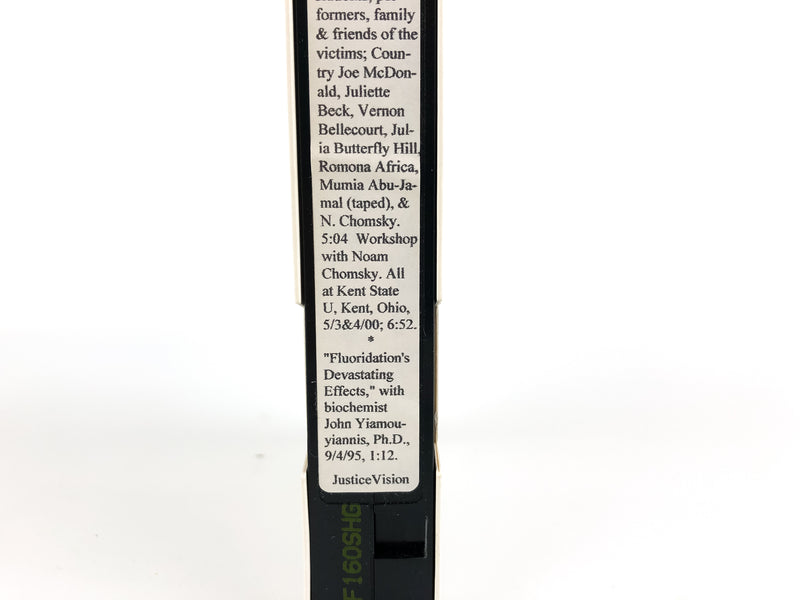 formers, family
& friends of the
victims; Coun-
try Joe McDon-
ald, Juliette
Beck, Vernon
Bellecourt, Jul-
ia Butterfly Hill,
Romona Africa,
Mumia Abu-Ja-
mal (taped), &
N. Chomsky.
5:04 Workshop
with Noam
Chomsky. All
at Kent State
U, Kent, Ohio,
5/3&4/00; 6:52.
*
"Fluoridation's
Devastating
Effects," with
biochemist
John Yiamou-
yiannis, Ph.D.,
9/4/95, 1:12.
JusticeVision
F160SHG